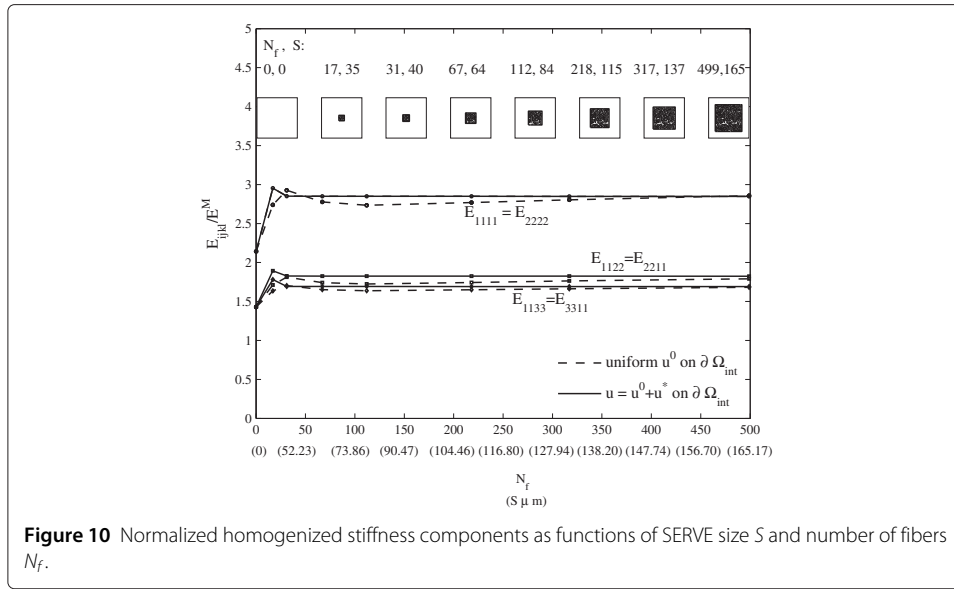 5
4.5
4
3.5
3
2.5
2
1.5
1
0.5
0
E_ijkl/E^M
N_f , S:
0, 0 17, 35 31, 40 67, 64 112, 84 218, 115 317, 137 499,165
E_1111 = E_2222
E_1122=E_2211
E_1133=E_3311
uniform u^0 on ∂ Ω_int
u = u^0+u^* on ∂ Ω_int
0 50 100 150 200 250 300 350 400 450 500
(0) (52.23) (73.86) (90.47) (104.46) (116.80) (127.94) (138.20) (147.74) (156.70) (165.17)
N_f
(S μ m)
Figure 10 Normalized homogenized stiffness components as functions of SERVE size S and number of fibers
N_f.